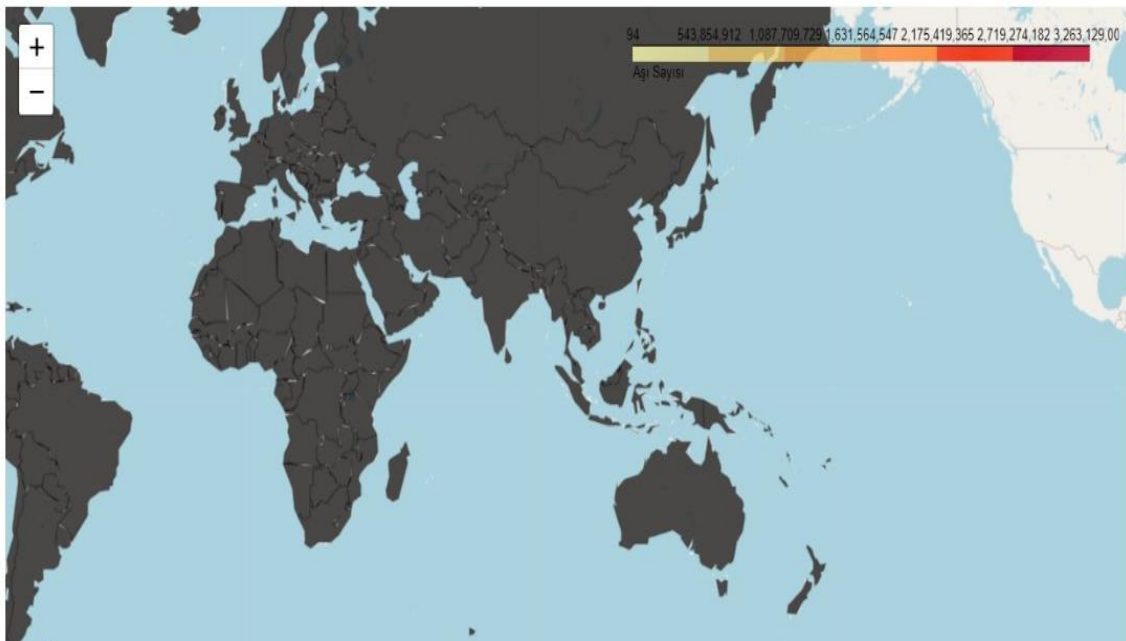 +
−
94 543,854,912 1,087,709,729 1,631,564,547 2,175,419,365 2,719,274,182 3,263,129,00
Aşı Sayısı